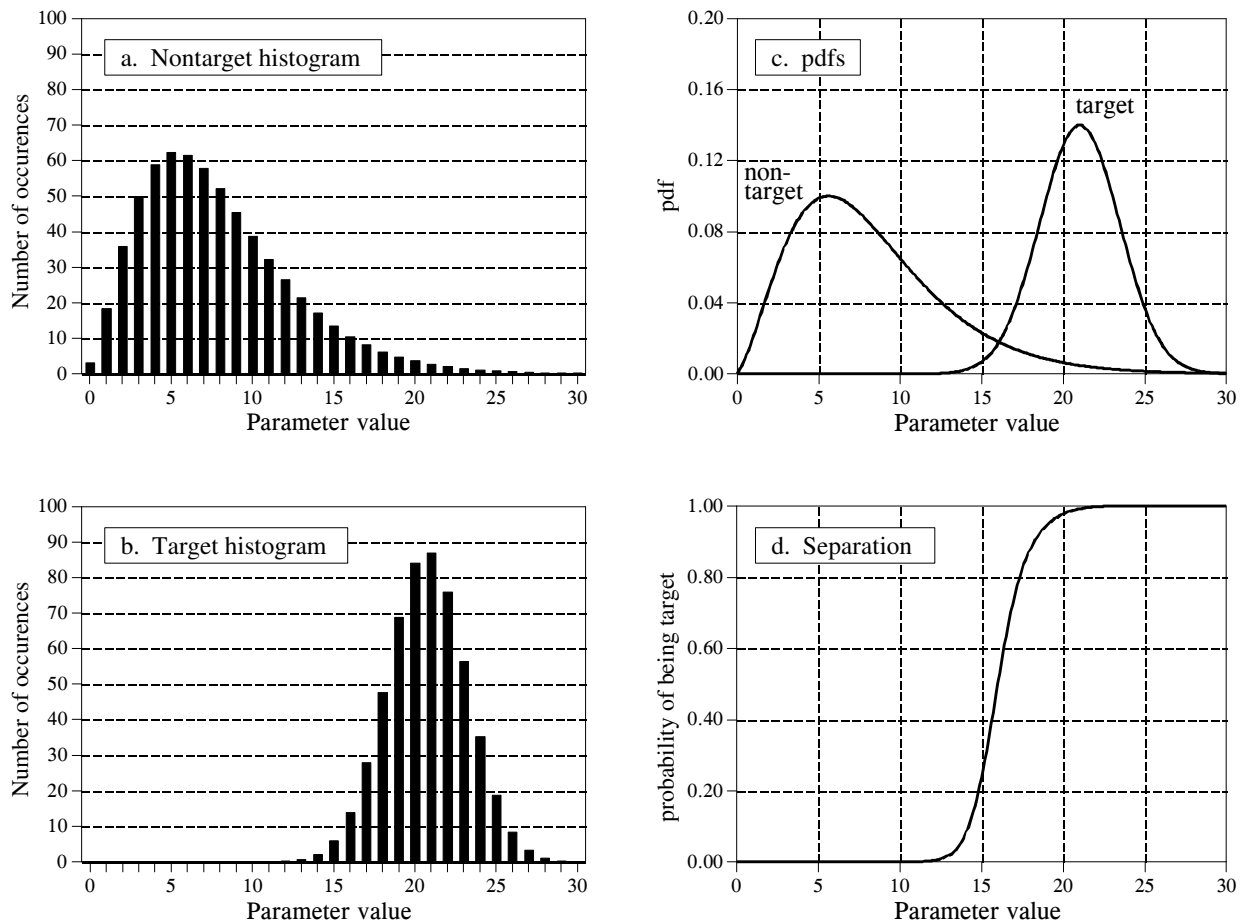 a. Nontarget histogram
Number of occurences
100
90
80
70
60
50
40
30
20
10
0
0 5 10 15 20 25 30
Parameter value
c. pdfs
pdf
0.20
0.16
0.12
0.08
0.04
0.00
non-
target
target
0 5 10 15 20 25 30
Parameter value
b. Target histogram
Number of occurences
100
90
80
70
60
50
40
30
20
10
0
0 5 10 15 20 25 30
Parameter value
d. Separation
probability of being target
1.00
0.80
0.60
0.40
0.20
0.00
0 5 10 15 20 25 30
Parameter value